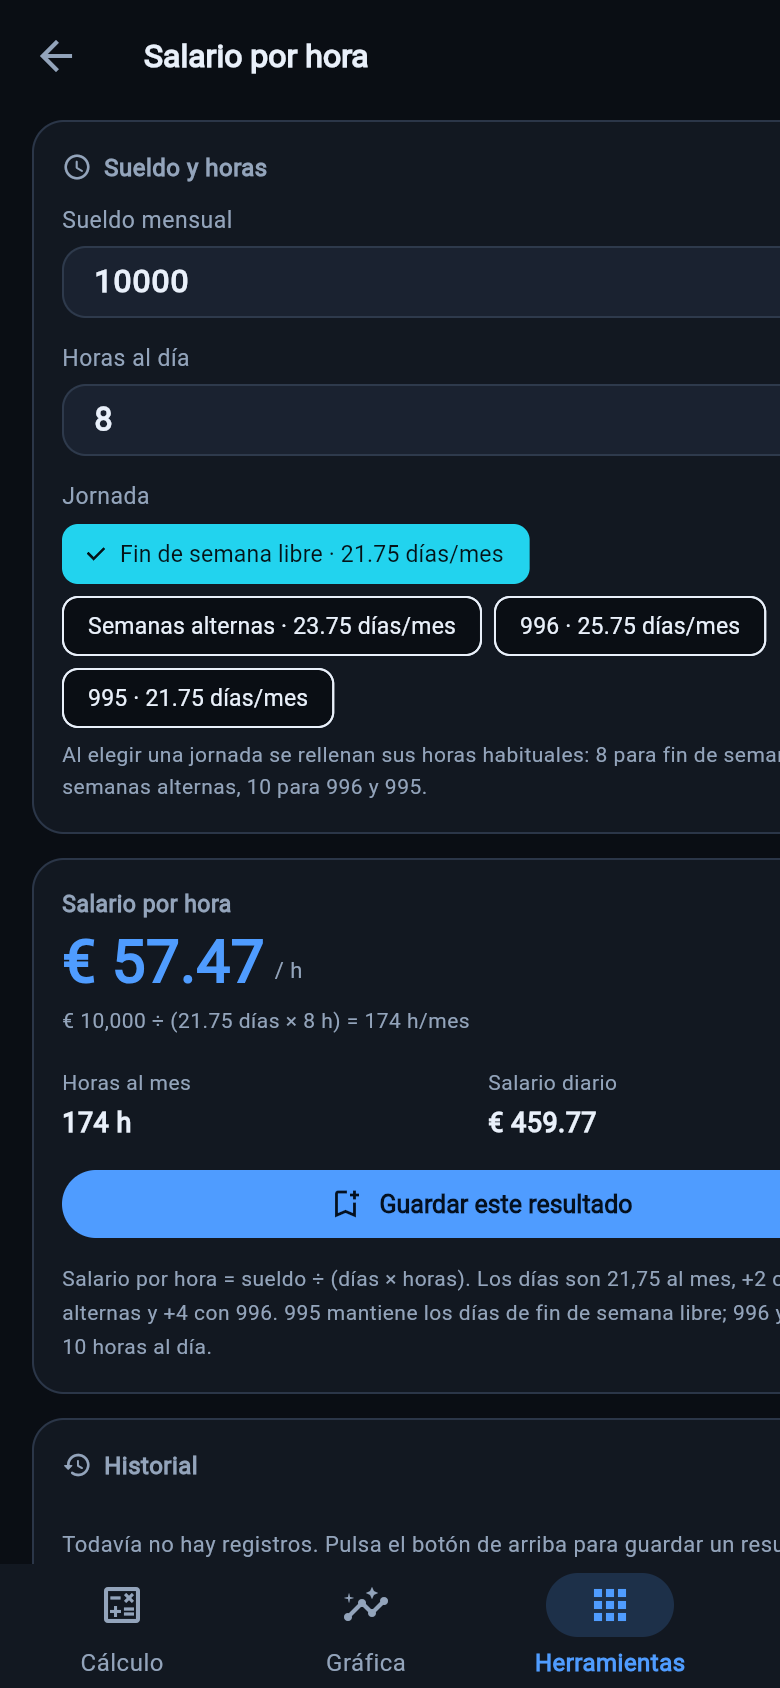 Salario por hora
Sueldo y horas
Sueldo mensual
10000
Horas al día
8
Jornada
Fin de semana libre · 21.75 días/mes
Semanas alternas · 23.75 días/mes
996 · 25.75 días/mes
995 · 21.75 días/mes
Al elegir una jornada se rellenan sus horas habituales: 8 para fin de
semanas alternas, 10 para 996 y 995.
Salario por hora
€ 57.47 / h
€ 10,000 ÷ (21.75 días × 8 h) = 174 h/mes
Horas al mes
Salario diario
174 h
€ 459.77
Guardar este resultado
Salario por hora = sueldo ÷ (días × horas). Los días son 21,75 al mes, +2
alternas y +4 con 996. 995 mantiene los días de fin de semana libre; 996
10 horas al día.
Historial
Todavía no hay registros. Pulsa el botón de arriba para guardar un
Cálculo
Gráfica
Herramientas